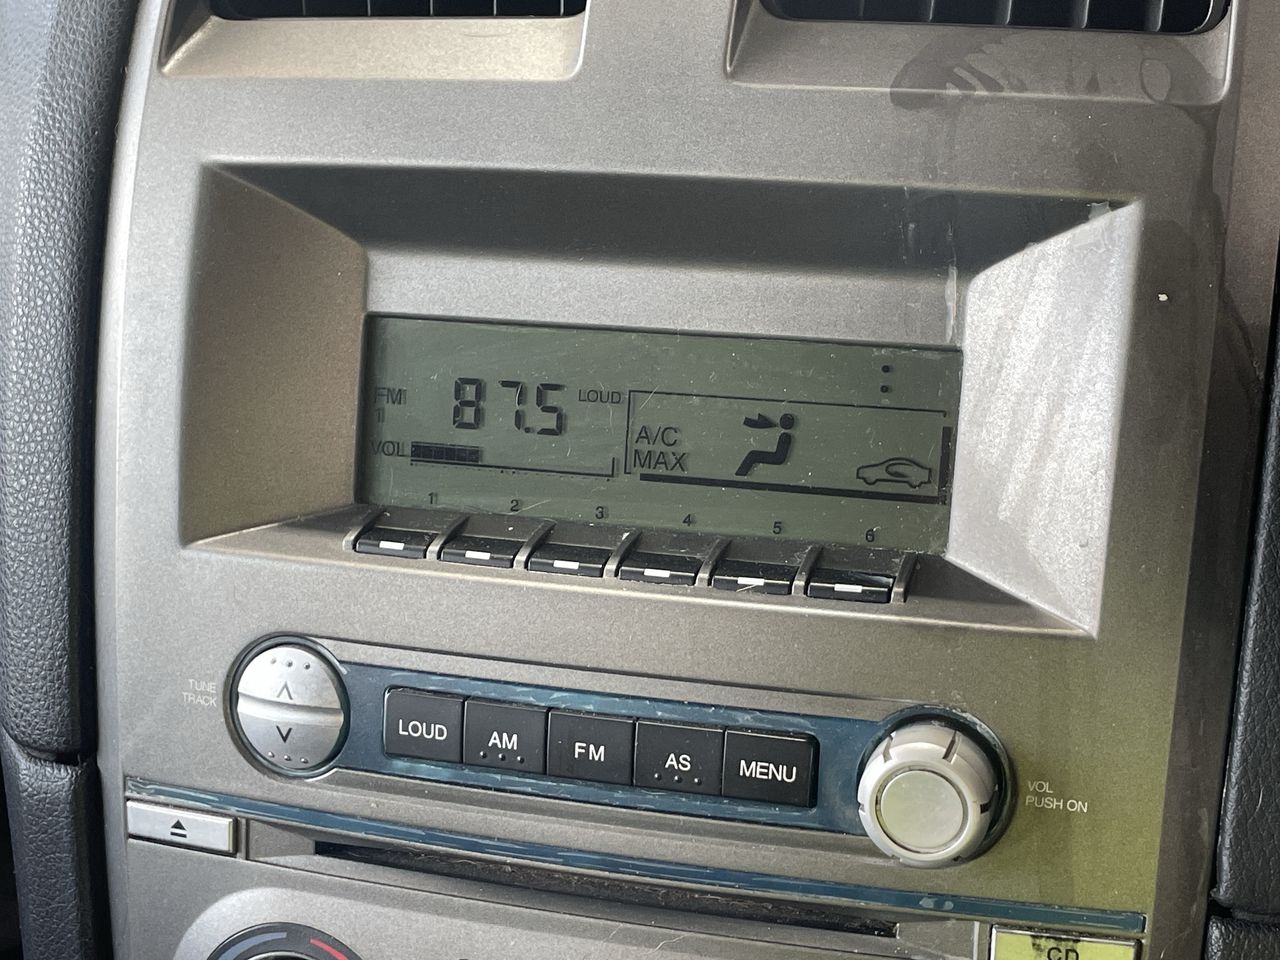 FM 87.5 LOUD
1
VOL
A/C
MAX
1 2 3 4 5 6
TUNE
TRACK
LOUD AM FM AS MENU
VOL
PUSH ON
CD